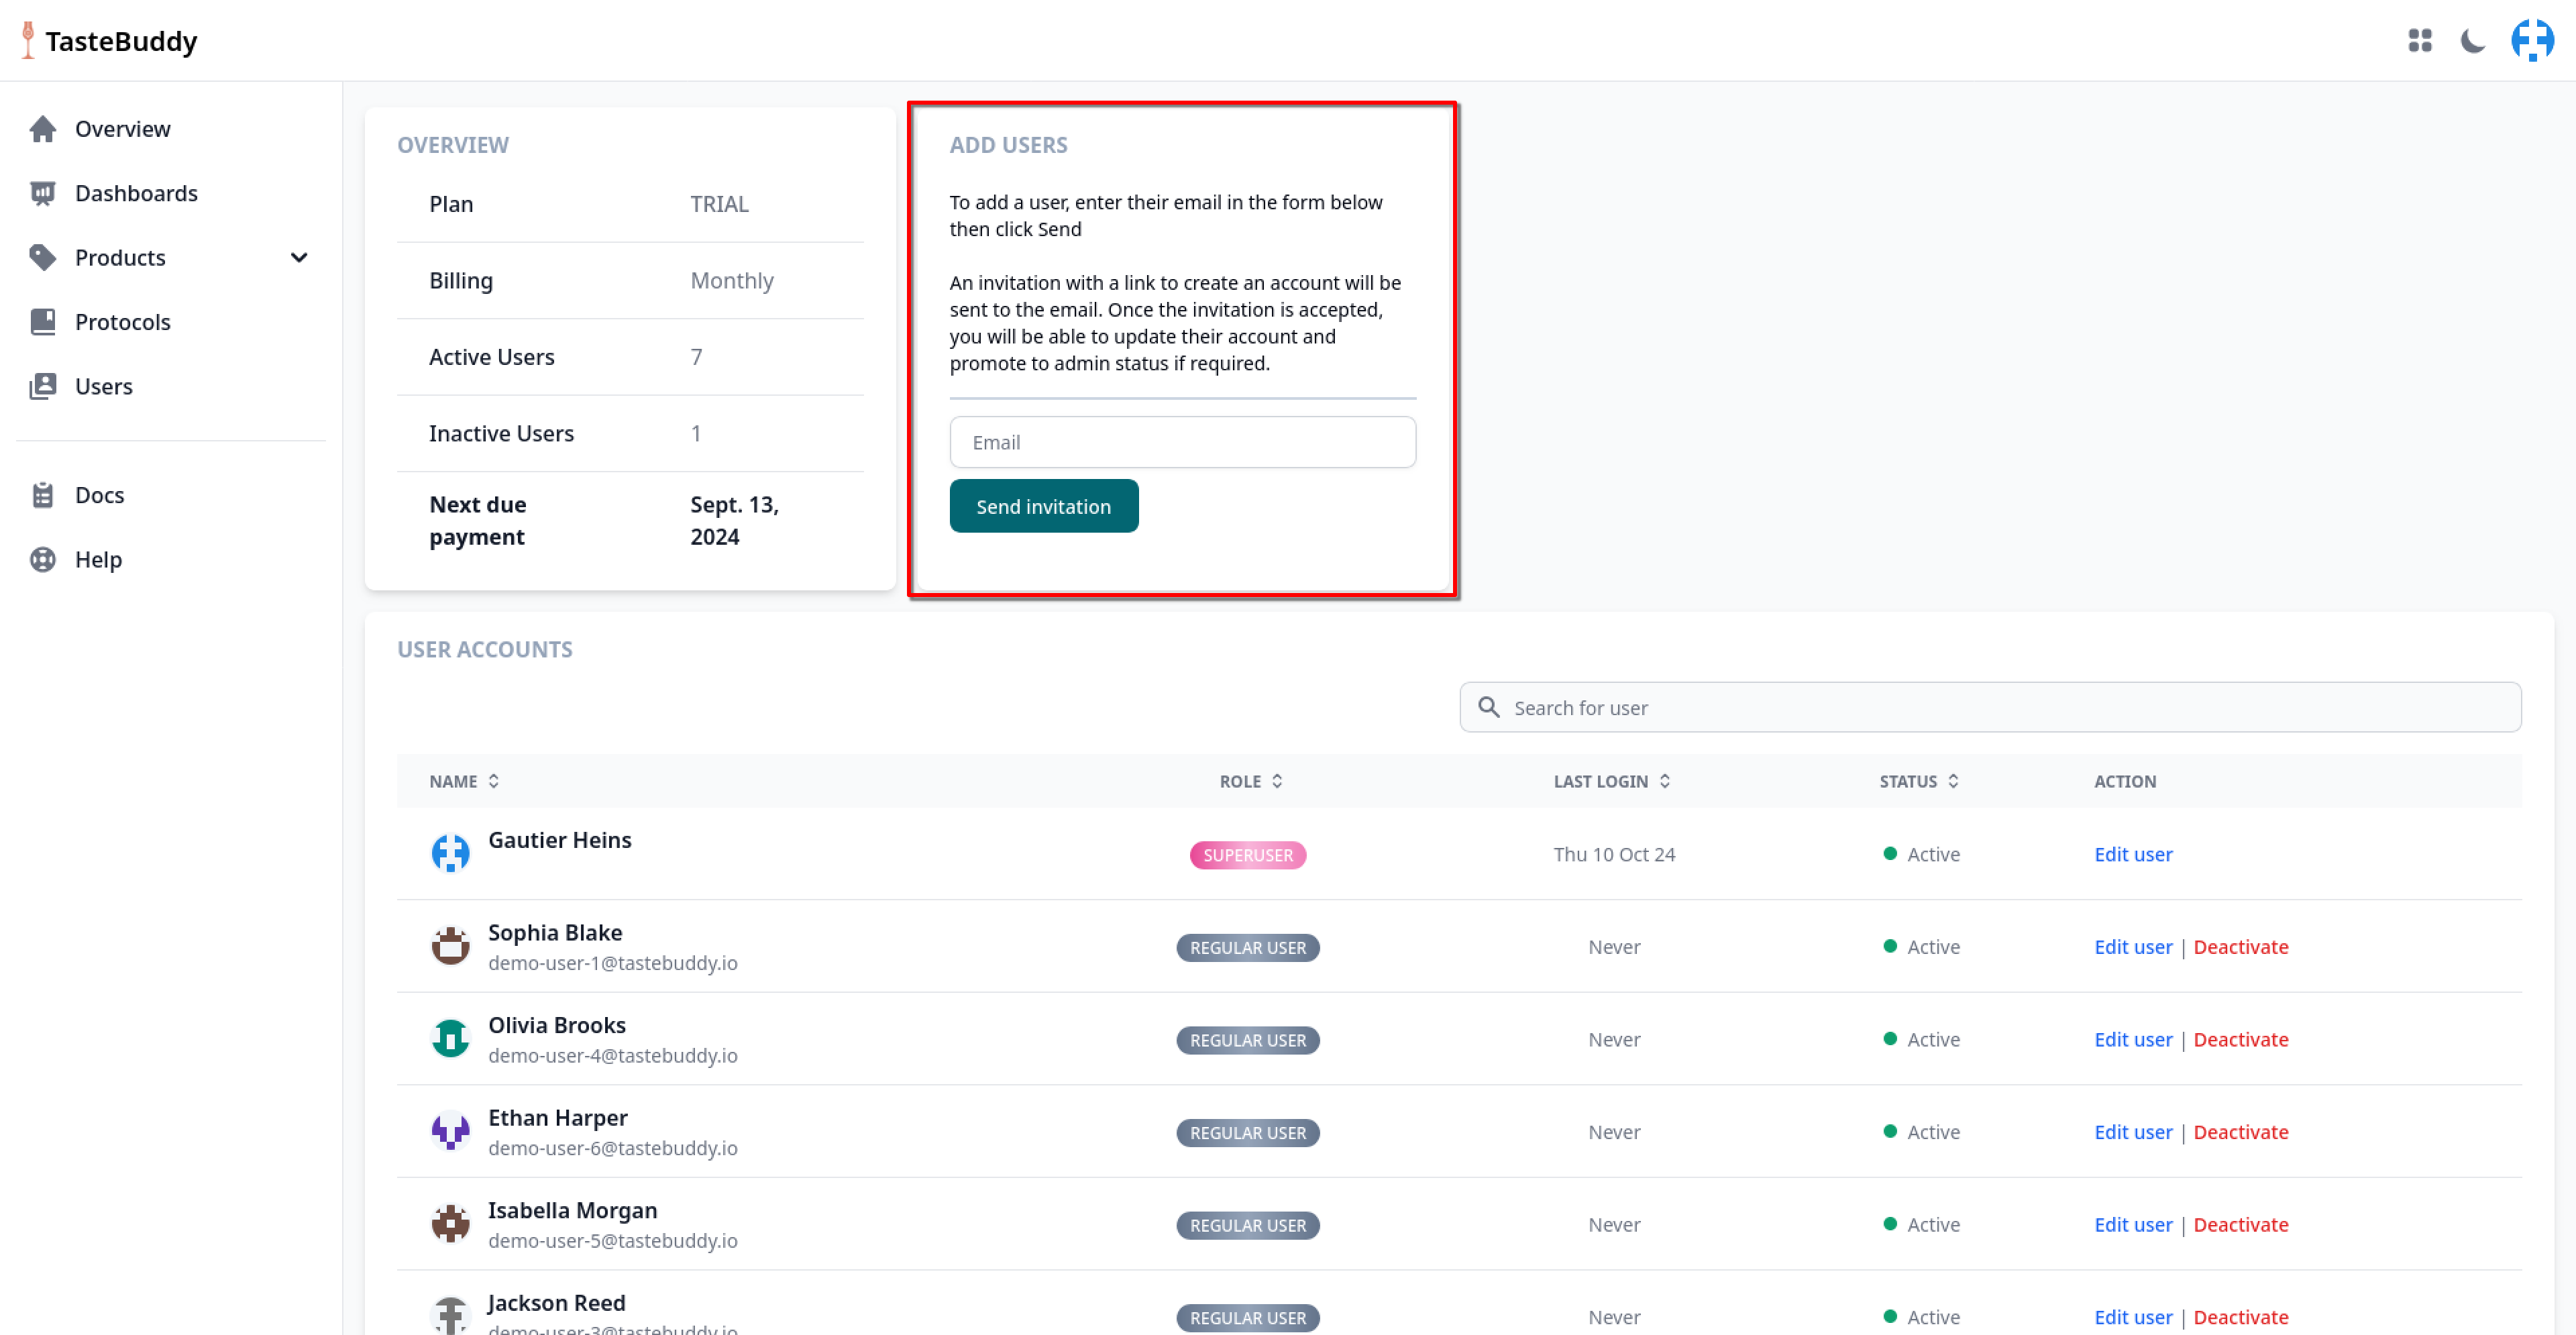 TasteBuddy
Overview
Dashboards
Products
Protocols
Users
Docs
Help
OVERVIEW
Plan TRIAL
Billing Monthly
Active Users 7
Inactive Users 1
Next due payment Sept. 13, 2024
ADD USERS
To add a user, enter their email in the form below
then click Send
An invitation with a link to create an account will be
sent to the email. Once the invitation is accepted,
you will be able to update their account and
promote to admin status if required.
Email
Send invitation
USER ACCOUNTS
Search for user
NAME ROLE LAST LOGIN STATUS ACTION
Gautier Heins SUPERUSER Thu 10 Oct 24 Active Edit user
Sophia Blake
demo-user-1@tastebuddy.io REGULAR USER Never Active Edit user | Deactivate
Olivia Brooks
demo-user-4@tastebuddy.io REGULAR USER Never Active Edit user | Deactivate
Ethan Harper
demo-user-6@tastebuddy.io REGULAR USER Never Active Edit user | Deactivate
Isabella Morgan
demo-user-5@tastebuddy.io REGULAR USER Never Active Edit user | Deactivate
Jackson Reed
demo-user-3@tastebuddy.io REGULAR USER Never Active Edit user | Deactivate